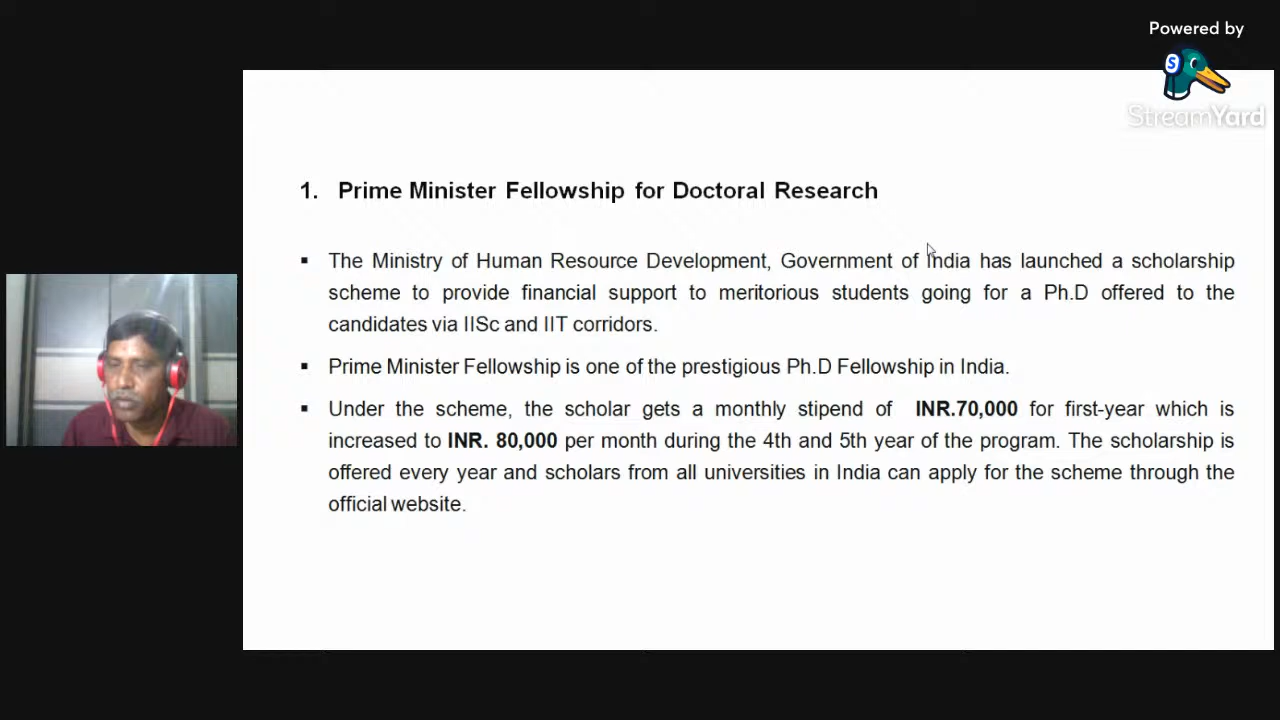 Powered by
StreamYard
1. Prime Minister Fellowship for Doctoral Research
▪ The Ministry of Human Resource Development, Government of India has launched a scholarship
scheme to provide financial support to meritorious students going for a Ph.D offered to the
candidates via IISc and IIT corridors.
▪ Prime Minister Fellowship is one of the prestigious Ph.D Fellowship in India.
▪ Under the scheme, the scholar gets a monthly stipend of INR.70,000 for first-year which is
increased to INR. 80,000 per month during the 4th and 5th year of the program. The scholarship is
offered every year and scholars from all universities in India can apply for the scheme through the
official website.